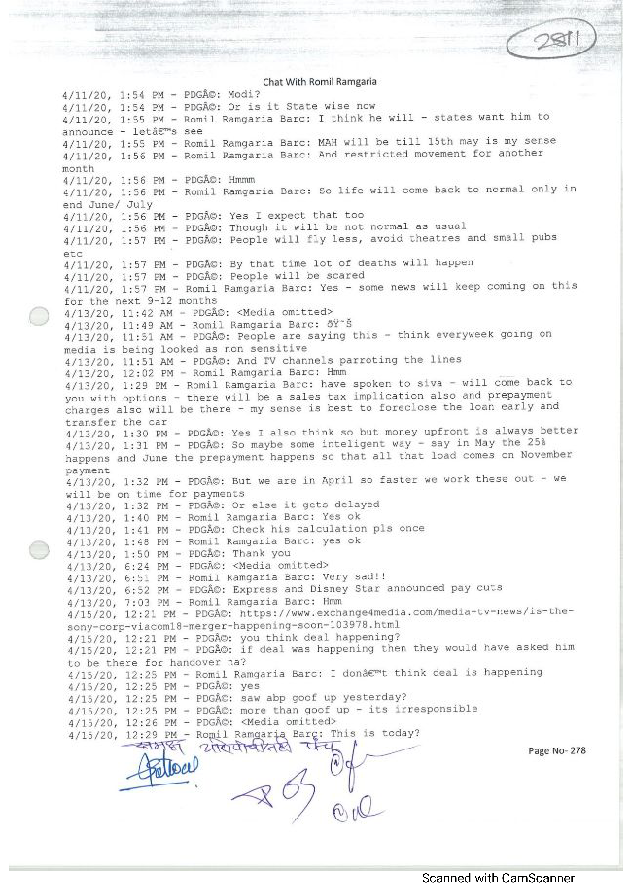 2811
Chat With Romil Ramgaria
4/11/20, 1:54 PM - PDGÂ©: Modi?
4/11/20, 1:54 PM - PDGÂ©: Or is it State wise now
4/11/20, 1:55 PM - Romil Ramgaria Barc: I think he will - states want him to
announce - letâ€™s see
4/11/20, 1:55 PM - Romil Ramgaria Barc: MAH will be till 15th may is my sense
4/11/20, 1:56 PM - Romil Ramgaria Barc: And restricted movement for another
month
4/11/20, 1:56 PM - PDGÂ©: Hmmm
4/11/20, 1:56 PM - Romil Ramgaria Barc: So life will come back to normal only in
end June/ July
4/11/20, 1:56 PM - PDGÂ©: Yes I expect that too
4/11/20, 1:56 PM - PDGÂ©: Though it will be not normal as usual
4/11/20, 1:57 PM - PDGÂ©: People will fly less, avoid theatres and small pubs
etc
4/11/20, 1:57 PM - PDGÂ©: By that time lot of deaths will happen
4/11/20, 1:57 PM - PDGÂ©: People will be scared
4/11/20, 1:57 PM - Romil Ramgaria Barc: Yes - some news will keep coming on this
for the next 9-12 months
4/13/20, 11:42 AM - PDGÂ©: <Media omitted>
4/13/20, 11:49 AM - Romil Ramgaria Barc: ðŸ˜Š
4/13/20, 11:51 AM - PDGÂ©: People are saying this - think everyweek going on
media is being looked as non sensitive
4/13/20, 11:51 AM - PDGÂ©: And TV channels parroting the lines
4/13/20, 12:02 PM - Romil Ramgaria Barc: Hmm
4/13/20, 1:29 PM - Romil Ramgaria Barc: have spoken to siva - will come back to
you with options - there will be a sales tax implication also and prepayment
charges also will be there - my sense is best to foreclose the loan early and
transfer the car
4/13/20, 1:30 PM - PDGÂ©: Yes I also think so but money upfront is always better
4/13/20, 1:31 PM - PDGÂ©: So maybe some inteligent way - say in May the 25%
happens and June the prepayment happens so that all that load comes on November
payment
4/13/20, 1:32 PM - PDGÂ©: But we are in April so faster we work these out - we
will be on time for payments
4/13/20, 1:32 PM - PDGÂ©: Or else it gets delayed
4/13/20, 1:40 PM - Romil Ramgaria Barc: Yes ok
4/13/20, 1:41 PM - PDGÂ©: Check his calculation pls once
4/13/20, 1:48 PM - Romil Ramgaria Barc: yes ok
4/13/20, 1:50 PM - PDGÂ©: Thank you
4/13/20, 6:24 PM - PDGÂ©: <Media omitted>
4/13/20, 6:51 PM - Romil Ramgaria Barc: Very sad!!
4/13/20, 6:52 PM - PDGÂ©: Express and Disney Star announced pay cuts
4/13/20, 7:03 PM - Romil Ramgaria Barc: Hmm
4/15/20, 12:21 PM - PDGÂ©: https://www.exchange4media.com/media-tv-news/is-the-
sony-corp-viacom18-merger-happening-soon-103978.html
4/15/20, 12:21 PM - PDGÂ©: you think deal happening?
4/15/20, 12:21 PM - PDGÂ©: if deal was happening then they would have asked him
to be there for handover na?
4/15/20, 12:25 PM - Romil Ramgaria Barc: I donâ€™t think deal is happening
4/15/20, 12:25 PM - PDGÂ©: yes
4/15/20, 12:25 PM - PDGÂ©: saw abp goof up yesterday?
4/15/20, 12:25 PM - PDGÂ©: more than goof up - its irresponsible
4/15/20, 12:26 PM - PDGÂ©: <Media omitted>
4/15/20, 12:29 PM - Romil Ramgaria Barc: This is today?
Page No- 278
Scanned with CamScanner